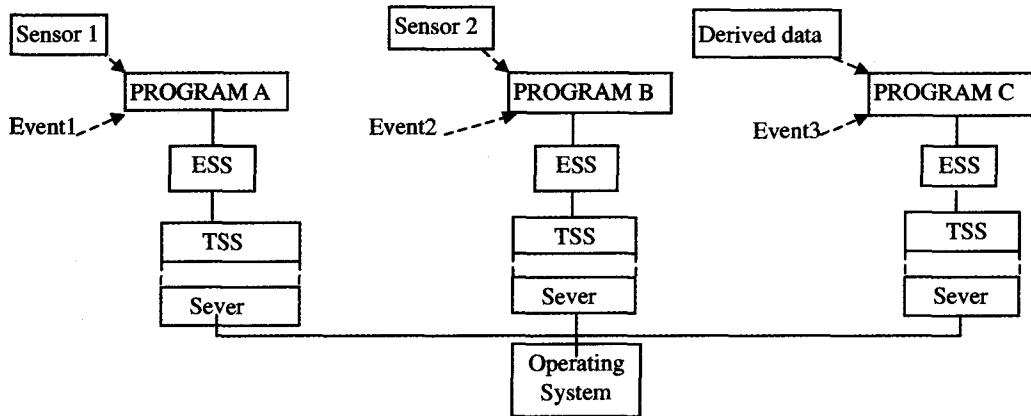 Sensor 1
Sensor 2
Derived data
PROGRAM A
PROGRAM B
PROGRAM C
Event1
Event2
Event3
ESS
ESS
ESS
TSS
TSS
TSS
Sever
Sever
Sever
Operating
System